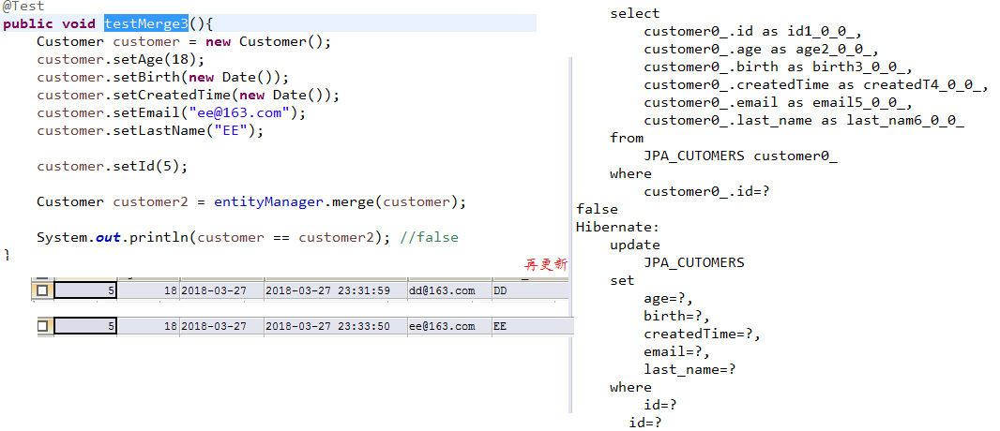 @Test
public void testMerge3(){
Customer customer = new Customer();
customer.setAge(18);
customer.setBirth(new Date());
customer.setCreatedTime(new Date());
customer.setEmail("ee@163.com");
customer.setLastName("EE");
customer.setId(5);
Customer customer2 = entityManager.merge(customer);
System.out.println(customer == customer2); //false
}
再更新
5 18 2018-03-27 2018-03-27 23:31:59 dd@163.com DD
5 18 2018-03-27 2018-03-27 23:33:50 ee@163.com EE
select
customer0_.id as id1_0_0_,
customer0_.age as age2_0_0_,
customer0_.birth as birth3_0_0_,
customer0_.createdTime as createdT4_0_0_,
customer0_.email as email5_0_0_,
customer0_.last_name as last_nam6_0_0_
from
JPA_CUTOMERS customer0_
where
customer0_.id=?
false
Hibernate:
update
JPA_CUTOMERS
set
age=?,
birth=?,
createdTime=?,
email=?,
last_name=?
where
id=?
id=?